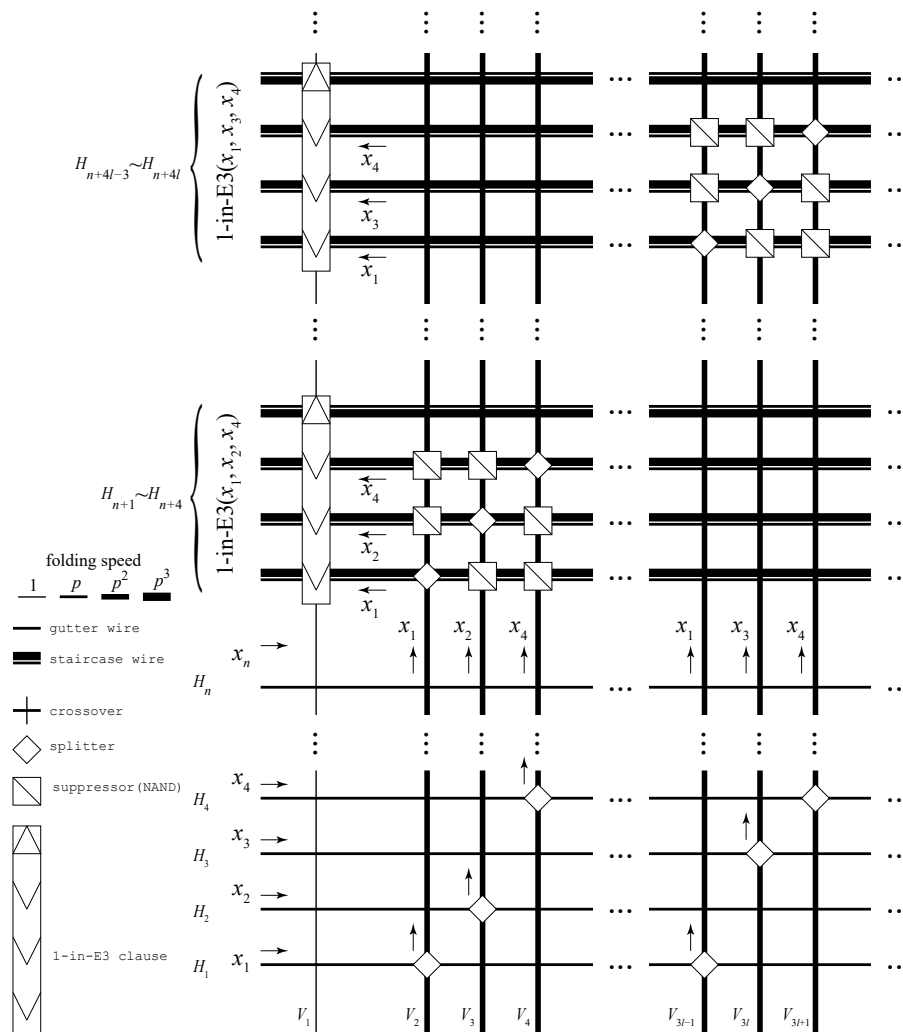 H_{n+4l−3}~H_{n+4l}
1-in-E3(x_1, x_3, x_4)
x_4
x_3
x_1
H_{n+1}~H_{n+4}
1-in-E3(x_1, x_2, x_4)
x_4
x_2
x_1
folding speed
1 p p^2 p^3
gutter wire
staircase wire
crossover
splitter
suppressor(NAND)
1-in-E3 clause
x_1 x_2 x_4 x_1 x_3 x_4
x_n
H_n
x_4
H_4
x_3
H_3
x_2
H_2
x_1
H_1
V_1 V_2 V_3 V_4 V_{3l−1} V_{3l} V_{3l+1}